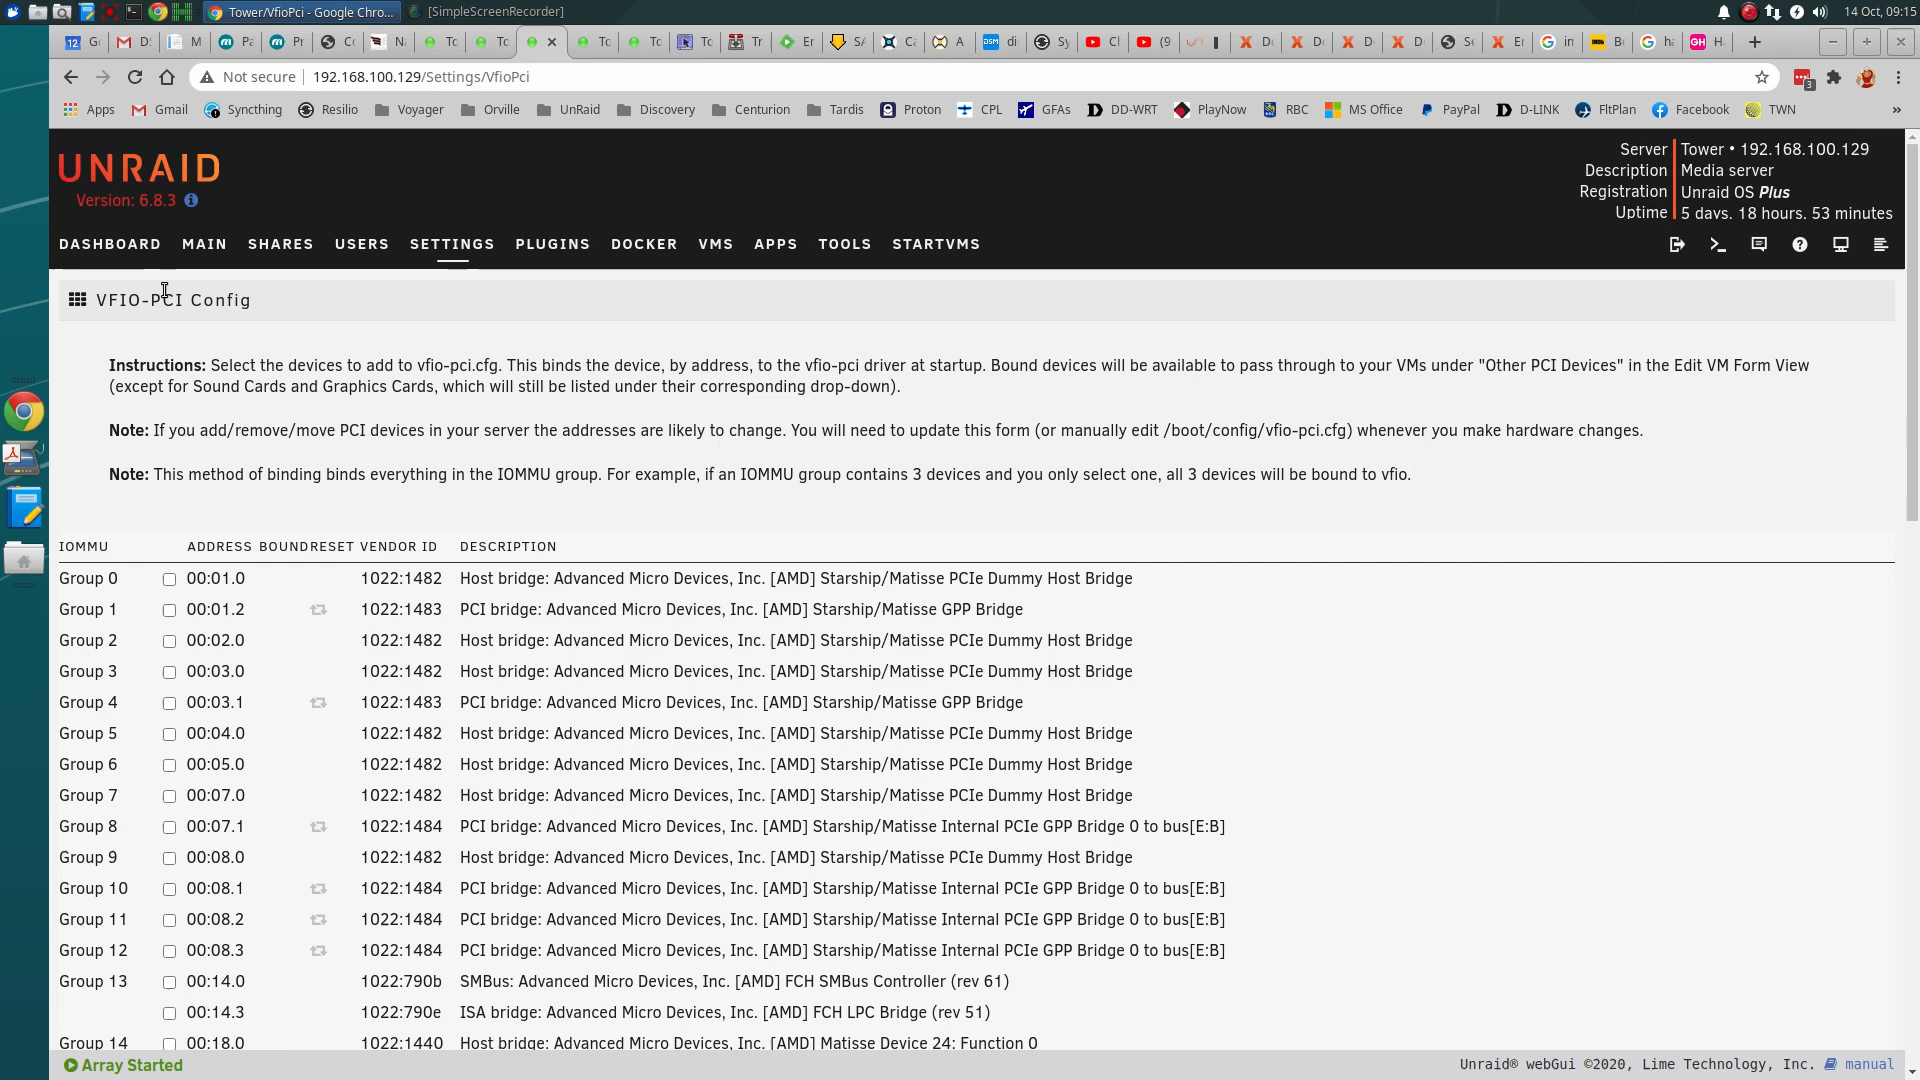 Tower/VfioPci - Google Chro...
[SimpleScreenRecorder]
14 Oct, 09:15
Not secure
192.168.100.129/Settings/VfioPci
Apps Gmail Syncthing Resilio Voyager Orville UnRaid Discovery Centurion Tardis Proton CPL GFAs DD-WRT PlayNow RBC MS Office PayPal D-LINK FltPlan Facebook TWN »
UNRAID
Version: 6.8.3
Server Tower • 192.168.100.129
Description Media server
Registration Unraid OS Plus
Uptime 5 days, 18 hours, 53 minutes
DASHBOARD MAIN SHARES USERS SETTINGS PLUGINS DOCKER VMS APPS TOOLS STARTVMS
VFIO-PCI Config
Instructions: Select the devices to add to vfio-pci.cfg. This binds the device, by address, to the vfio-pci driver at startup. Bound devices will be available to pass through to your VMs under "Other PCI Devices" in the Edit VM Form View
(except for Sound Cards and Graphics Cards, which will still be listed under their corresponding drop-down).
Note: If you add/remove/move PCI devices in your server the addresses are likely to change. You will need to update this form (or manually edit /boot/config/vfio-pci.cfg) whenever you make hardware changes.
Note: This method of binding binds everything in the IOMMU group. For example, if an IOMMU group contains 3 devices and you only select one, all 3 devices will be bound to vfio.
IOMMU ADDRESS BOUND RESET VENDOR ID DESCRIPTION
Group 0 00:01.0 1022:1482 Host bridge: Advanced Micro Devices, Inc. [AMD] Starship/Matisse PCIe Dummy Host Bridge
Group 1 00:01.2 1022:1483 PCI bridge: Advanced Micro Devices, Inc. [AMD] Starship/Matisse GPP Bridge
Group 2 00:02.0 1022:1482 Host bridge: Advanced Micro Devices, Inc. [AMD] Starship/Matisse PCIe Dummy Host Bridge
Group 3 00:03.0 1022:1482 Host bridge: Advanced Micro Devices, Inc. [AMD] Starship/Matisse PCIe Dummy Host Bridge
Group 4 00:03.1 1022:1483 PCI bridge: Advanced Micro Devices, Inc. [AMD] Starship/Matisse GPP Bridge
Group 5 00:04.0 1022:1482 Host bridge: Advanced Micro Devices, Inc. [AMD] Starship/Matisse PCIe Dummy Host Bridge
Group 6 00:05.0 1022:1482 Host bridge: Advanced Micro Devices, Inc. [AMD] Starship/Matisse PCIe Dummy Host Bridge
Group 7 00:07.0 1022:1482 Host bridge: Advanced Micro Devices, Inc. [AMD] Starship/Matisse PCIe Dummy Host Bridge
Group 8 00:07.1 1022:1484 PCI bridge: Advanced Micro Devices, Inc. [AMD] Starship/Matisse Internal PCIe GPP Bridge 0 to bus[E:B]
Group 9 00:08.0 1022:1482 Host bridge: Advanced Micro Devices, Inc. [AMD] Starship/Matisse PCIe Dummy Host Bridge
Group 10 00:08.1 1022:1484 PCI bridge: Advanced Micro Devices, Inc. [AMD] Starship/Matisse Internal PCIe GPP Bridge 0 to bus[E:B]
Group 11 00:08.2 1022:1484 PCI bridge: Advanced Micro Devices, Inc. [AMD] Starship/Matisse Internal PCIe GPP Bridge 0 to bus[E:B]
Group 12 00:08.3 1022:1484 PCI bridge: Advanced Micro Devices, Inc. [AMD] Starship/Matisse Internal PCIe GPP Bridge 0 to bus[E:B]
Group 13 00:14.0 1022:790b SMBus: Advanced Micro Devices, Inc. [AMD] FCH SMBus Controller (rev 61)
00:14.3 1022:790e ISA bridge: Advanced Micro Devices, Inc. [AMD] FCH LPC Bridge (rev 51)
Group 14 00:18.0 1022:1440 Host bridge: Advanced Micro Devices, Inc. [AMD] Matisse Device 24: Function 0
Array Started
Unraid® webGui ©2020, Lime Technology, Inc. manual